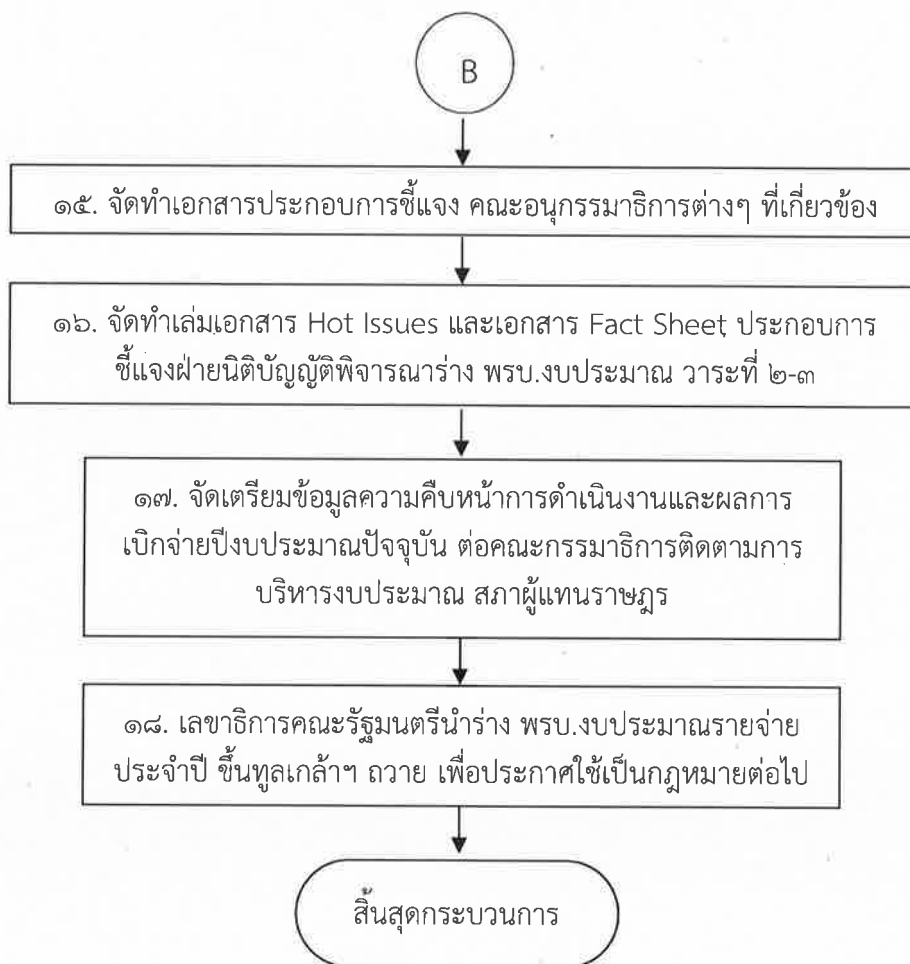 B
๑๕. จัดทำเอกสารประกอบการชี้แจง คณะอนุกรรมาธิการต่างๆ ที่เกี่ยวข้อง
๑๖. จัดทำเล่มเอกสาร Hot Issues และเอกสาร Fact Sheet ประกอบการ
ชี้แจงฝ่ายนิติบัญญัติพิจารณาร่าง พรบ.งบประมาณ วาระที่ ๒-๓
๑๗. จัดเตรียมข้อมูลความคืบหน้าการดำเนินงานและผลการ
เบิกจ่ายปีงบประมาณปัจจุบัน ต่อคณะกรรมาธิการติดตามการ
บริหารงบประมาณ สภาผู้แทนราษฎร
๑๘. เลขาธิการคณะรัฐมนตรีนำร่าง พรบ.งบประมาณรายจ่าย
ประจำปี ขึ้นทูลเกล้าฯ ถวาย เพื่อประกาศใช้เป็นกฎหมายต่อไป
สิ้นสุดกระบวนการ